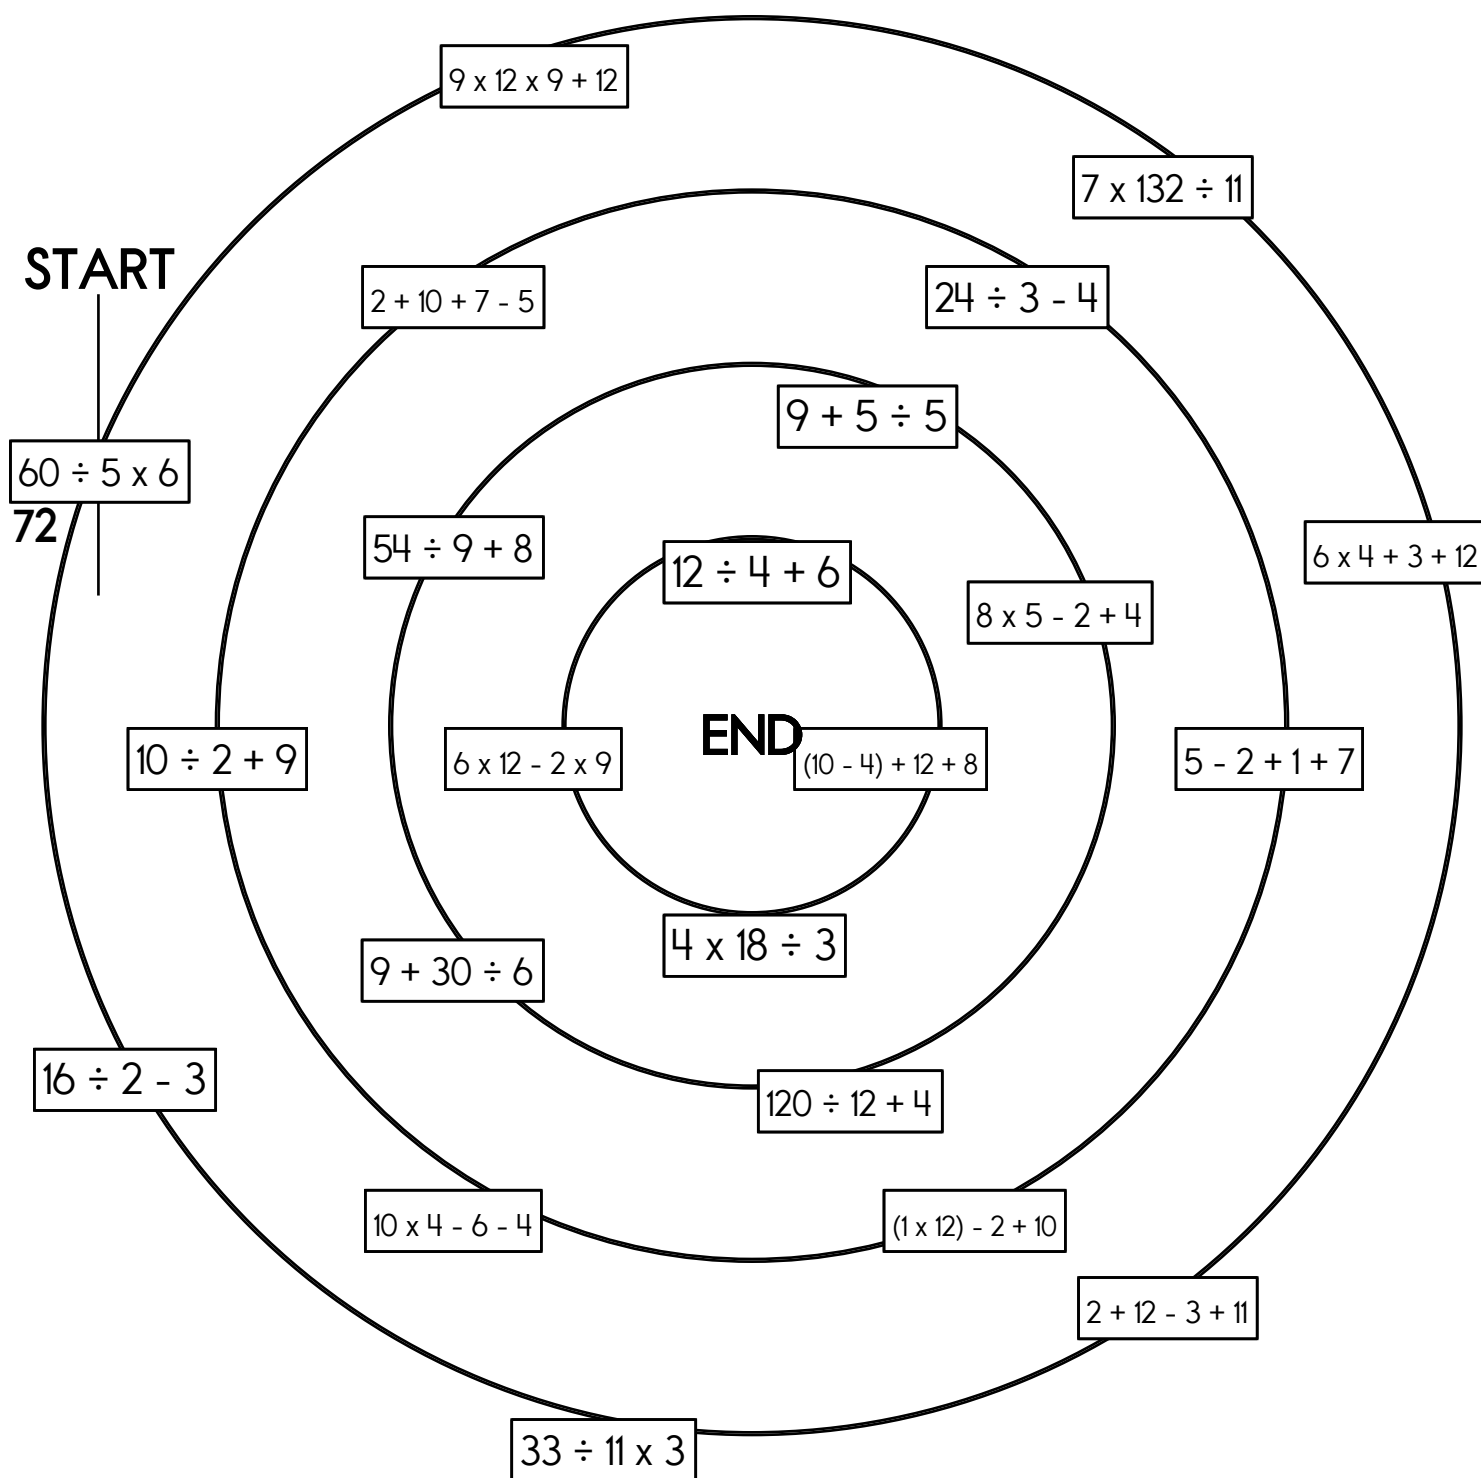 9 x 12 x 9 + 12
7 x 132 ÷ 11
START
2 + 10 + 7 - 5
24 ÷ 3 - 4
9 + 5 ÷ 5
60 ÷ 5 x 6
72
54 ÷ 9 + 8
12 ÷ 4 + 6
6 x 4 + 3 + 12
8 x 5 - 2 + 4
END
10 ÷ 2 + 9
6 x 12 - 2 x 9
(10 - 4) + 12 + 8
5 - 2 + 1 + 7
4 x 18 ÷ 3
9 + 30 ÷ 6
16 ÷ 2 - 3
120 ÷ 12 + 4
10 x 4 - 6 - 4
(1 x 12) - 2 + 10
2 + 12 - 3 + 11
33 ÷ 11 x 3